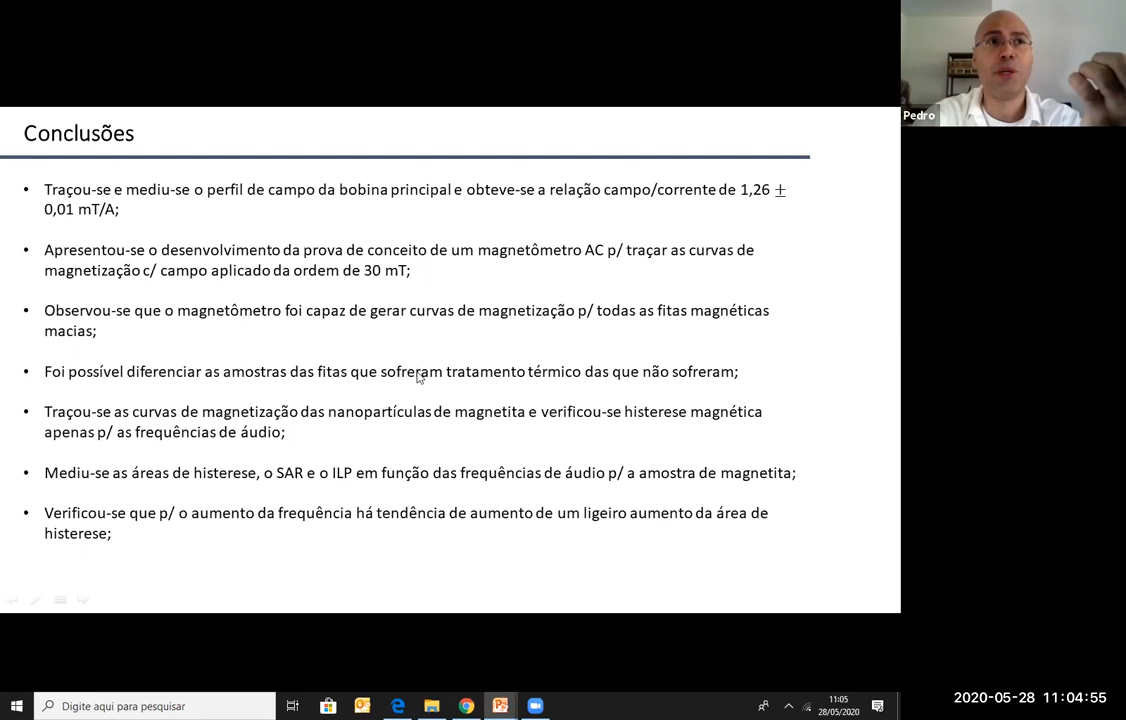 Pedro
Conclusões
• Traçou-se e mediu-se o perfil de campo da bobina principal e obteve-se a relação campo/corrente de 1,26 ±
0,01 mT/A;
• Apresentou-se o desenvolvimento da prova de conceito de um magnetômetro AC p/ traçar as curvas de
magnetização c/ campo aplicado da ordem de 30 mT;
• Observou-se que o magnetômetro foi capaz de gerar curvas de magnetização p/ todas as fitas magnéticas
macias;
• Foi possível diferenciar as amostras das fitas que sofreram tratamento térmico das que não sofreram;
• Traçou-se as curvas de magnetização das nanopartículas de magnetita e verificou-se histerese magnética
apenas p/ as frequências de áudio;
• Mediu-se as áreas de histerese, o SAR e o ILP em função das frequências de áudio p/ a amostra de magnetita;
• Verificou-se que p/ o aumento da frequência há tendência de aumento de um ligeiro aumento da área de
histerese;
Digite aqui para pesquisar
11:05
28/05/2020
2020-05-28 11:04:55